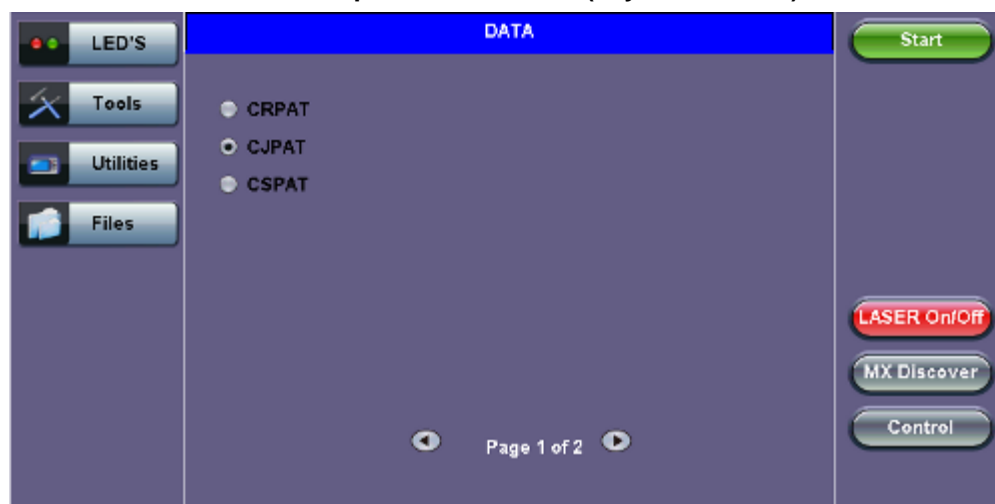 LED'S
Tools
Utilities
Files
DATA
CRPAT
CJPAT
CSPAT
Page 1 of 2
Start
LASER On/Off
MX Discover
Control